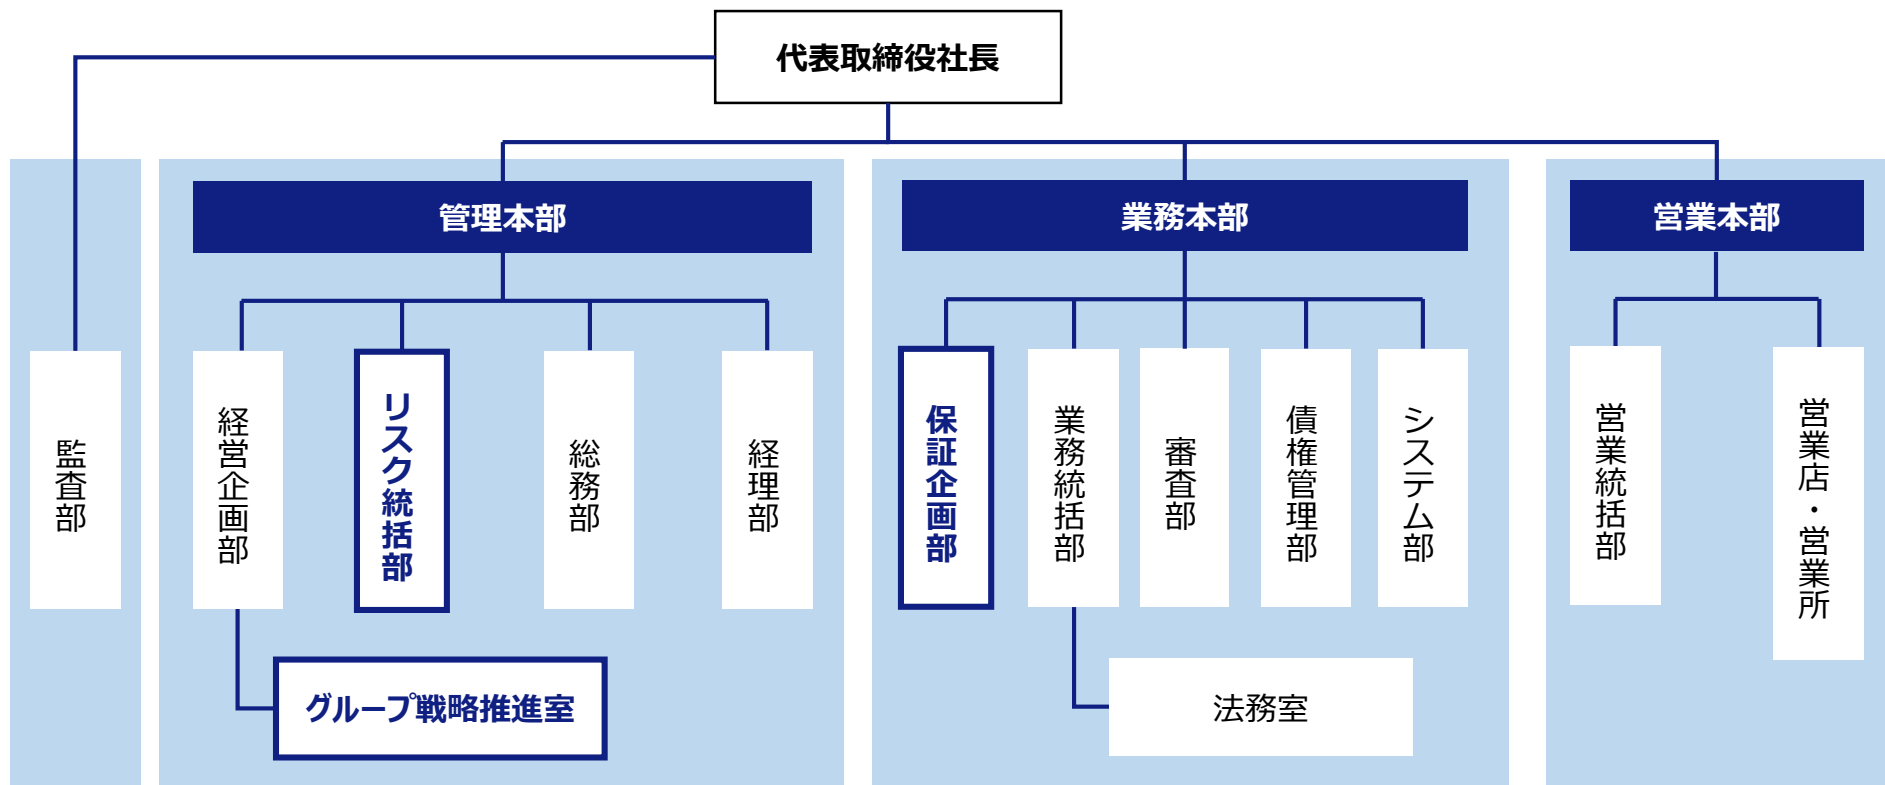 代表取締役社長
管理本部
業務本部
営業本部
監査部
経営企画部
リスク統括部
総務部
経理部
保証企画部
業務統括部
審査部
債権管理部
システム部
営業統括部
営業店・営業所
グループ戦略推進室
法務室